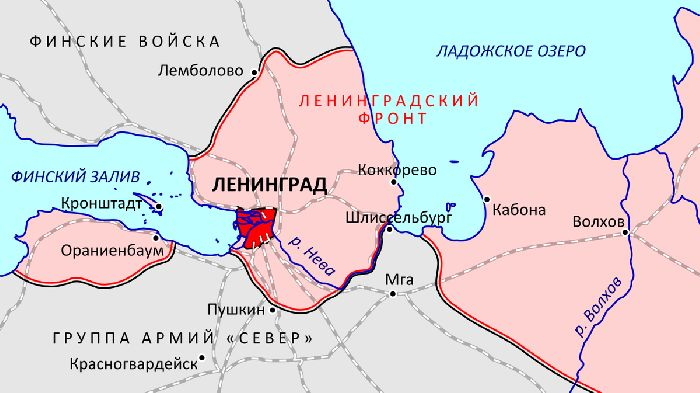 ФИНСКИЕ ВОЙСКА
ЛАДОЖСКОЕ ОЗЕРО
Лемболово
ЛЕНИНГРАДСКИЙ
ФРОНТ
ФИНСКИЙ ЗАЛИВ
Коккорево
ЛЕНИНГРАД
Кронштадт
Кабона
Шлиссельбург
Волхов
Ораниенбаум
р. Нева
Мга
р. Волхов
Пушкин
ГРУППА АРМИЙ «СЕВЕР»
Красногвардейск